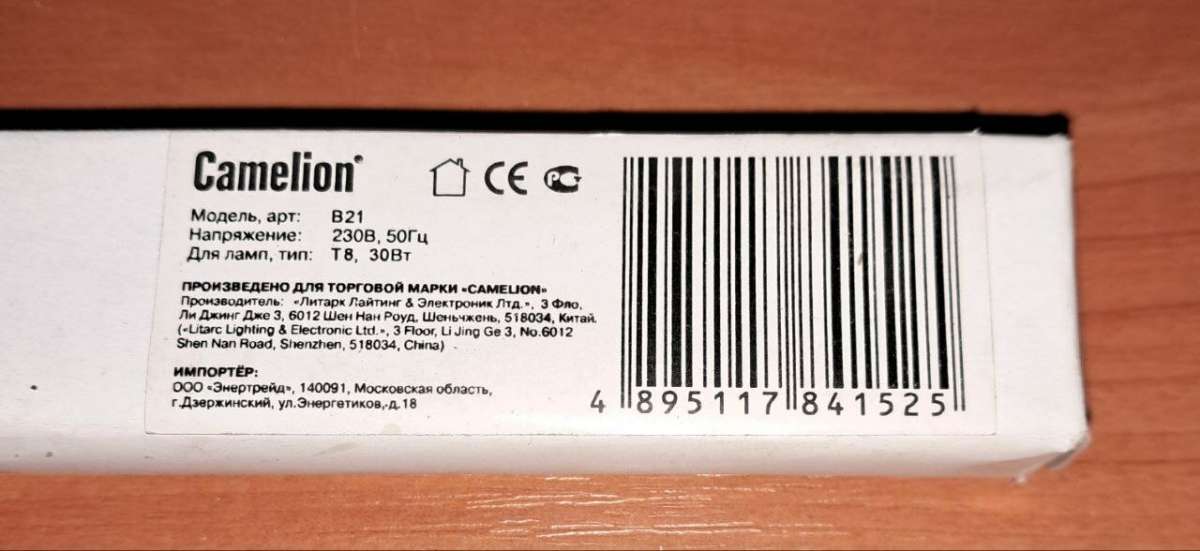 Camelion®
CE
Модель, арт: B21
Напряжение: 230В, 50Гц
Для ламп, тип: T8, 30Вт
ПРОИЗВЕДЕНО ДЛЯ ТОРГОВОЙ МАРКИ «CAMELION»
Производитель: «Литарк Лайтинг & Электроник Лтд.», 3 Фло,
Ли Джинг Дже 3, 6012 Шен Нан Роуд, Шеньчжень, 518034, Китай.
(«Litarc Lighting & Electronic Ltd.», 3 Floor, Li Jing Ge 3, No.6012
Shen Nan Road, Shenzhen, 518034, China)
ИМПОРТЁР:
ООО «Энертрейд», 140091, Московская область,
г.Дзержинский, ул.Энергетиков,-д.18
4 895117 841525